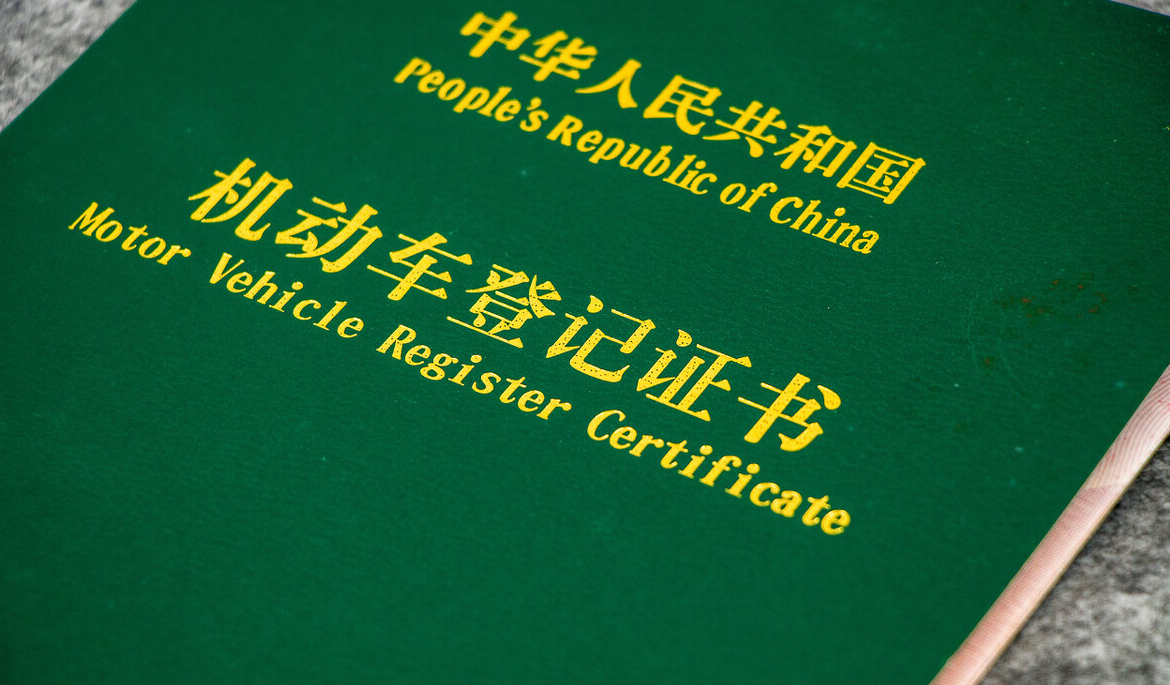 中华人民共和国
People's Republic of China
机动车登记证书
Motor Vehicle Register Certificate